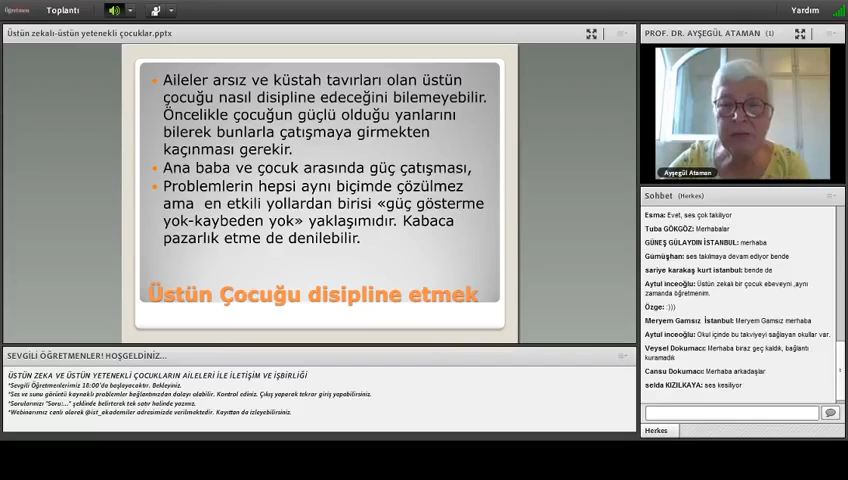 Öğretmen Toplantı Yardım
Üstün zekalı-üstün yetenekli çocuklar.pptx
Aileler arsız ve küstah tavırları olan üstün
çocuğu nasıl disipline edeceğini bilemeyebilir.
Öncelikle çocuğun güçlü olduğu yanlarını
bilerek bunlarla çatışmaya girmekten
kaçınması gerekir.
Ana baba ve çocuk arasında güç çatışması,
Problemlerin hepsi aynı biçimde çözülmez
ama en etkili yollardan birisi «güç gösterme
yok-kaybeden yok» yaklaşımıdır. Kabaca
pazarlık etme de denilebilir.
Üstün Çocuğu disipline etmek
SEVGİLİ ÖĞRETMENLER! HOŞGELDİNİZ...
ÜSTÜN ZEKA VE ÜSTÜN YETENEKLİ ÇOCUKLARIN AİLELERİ İLE İLETİŞİM VE İŞBİRLİĞİ
*Sevgili Öğretmenlerimiz 18:00'da başlayacaktır. Bekleyiniz.
*Ses ve sunu görüntü kaynaklı problemler bağlantınızdan dolayı olabilir. Kontrol ediniz. Çıkış yaparak tekrar giriş yapabilirsiniz.
*Sorularınızı "Soru:..." şeklinde belirterek tek satır halinde yazınız.
*Webinarımız canlı olarak @ist_akademiler adresimizde verilmektedir. Kayıttan da izleyebilirsiniz.
PROF. DR. AYŞEGÜL ATAMAN (1)
Ayşegül Ataman
Sohbet (Herkes)
Esma: Evet, ses çok takılıyor
Tuba GÖKGÖZ: Merhabalar
GÜNEŞ GÜLAYDIN İSTANBUL: merhaba
Gümüşhan: ses takılmaya devam ediyor bende
sariye karakaş kurt istanbul: bende de
Aytul inceoğlu: Üstün zekalı bir çocuk ebeveyni ,aynı
zamanda öğretmenim.
Özge: :)))
Meryem Gamsız İstanbul: Meryem Gamsız merhaba
Aytul inceoğlu: Okul içinde bu takviyeyi sağlayan okullar var.
Veysel Dokumacı: Merhaba biraz geç kaldık, bağlantı
kuramadık
Cansu Dokumacı: Merhaba arkadaşlar
selda KIZILKAYA: ses kesiliyor
Herkes